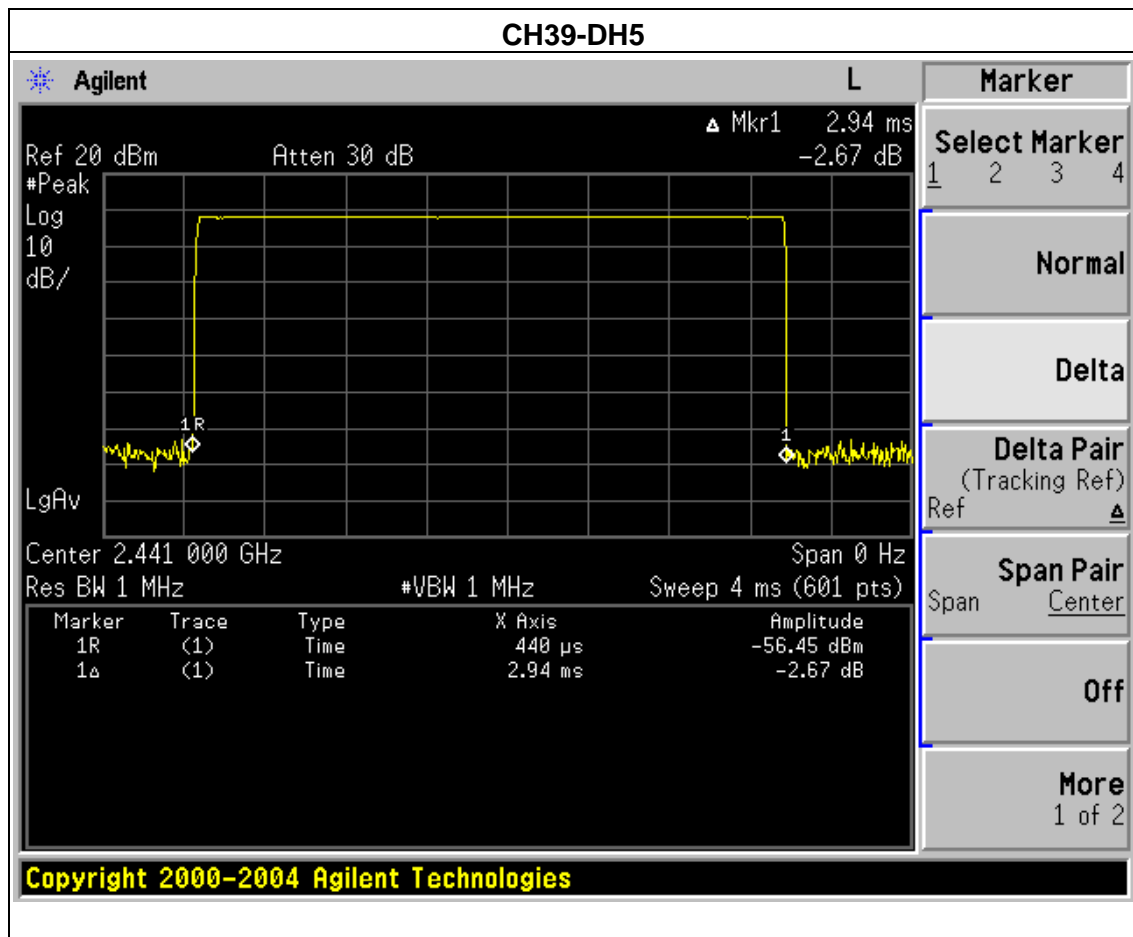 CH39-DH5
Agilent L
Marker
Δ Mkr1 2.94 ms
Ref 20 dBm Atten 30 dB -2.67 dB
#Peak
Log
10
dB/
1R
1
LgAv
Center 2.441 000 GHz Span 0 Hz
Res BW 1 MHz #VBW 1 MHz Sweep 4 ms (601 pts)
Marker Trace Type X Axis Amplitude
1R (1) Time 440 µs -56.45 dBm
1Δ (1) Time 2.94 ms -2.67 dB
Select Marker
1 2 3 4
Normal
Delta
Delta Pair
(Tracking Ref)
Ref Δ
Span Pair
Span Center
Off
More
1 of 2
Copyright 2000-2004 Agilent Technologies